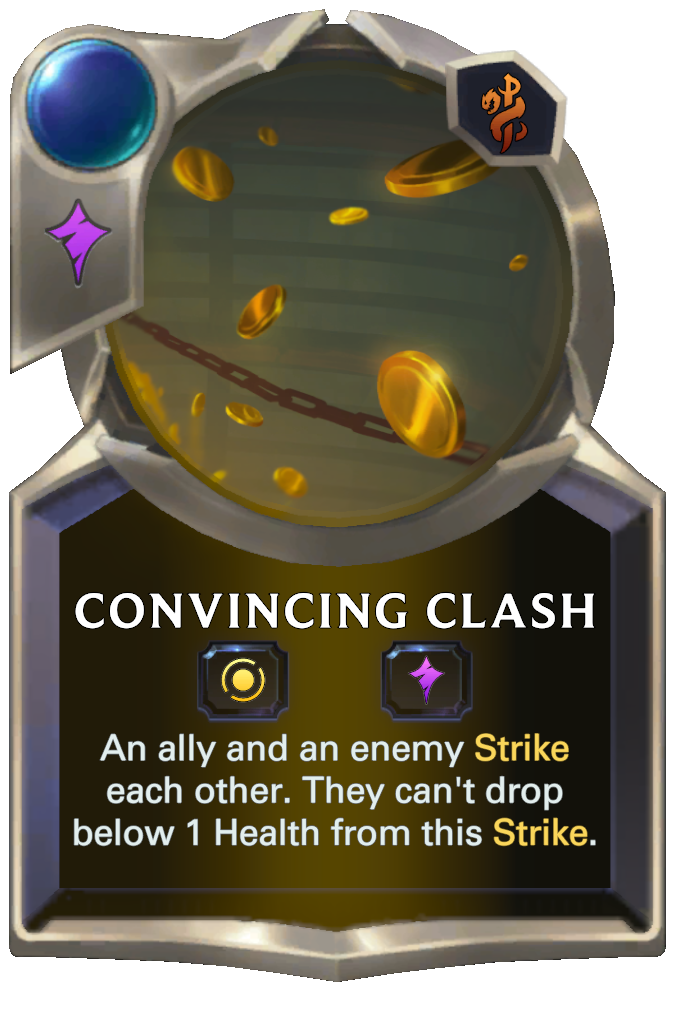 CONVINCING CLASH
An ally and an enemy Strike
each other. They can't drop
below 1 Health from this Strike.